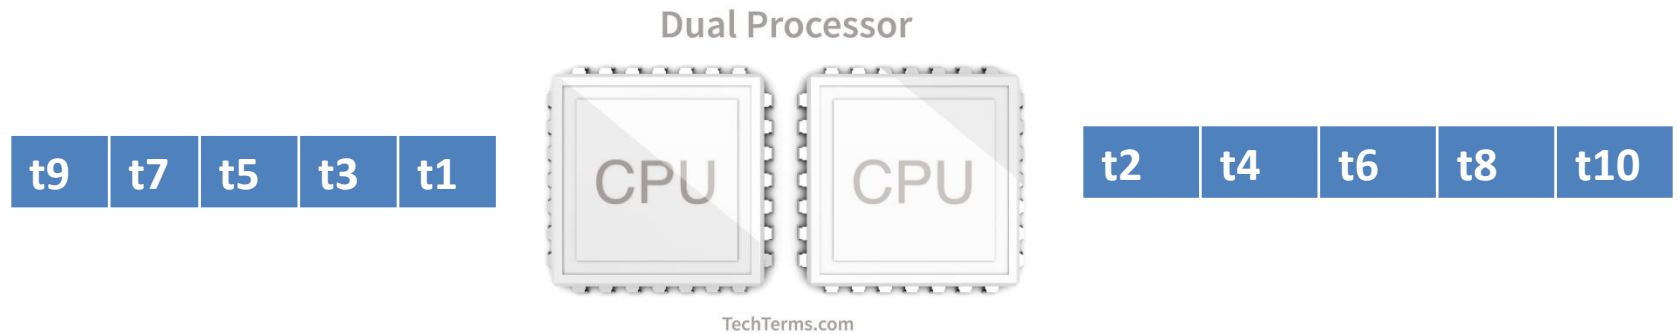 Dual Processor
t9 t7 t5 t3 t1
CPU
CPU
t2 t4 t6 t8 t10
TechTerms.com